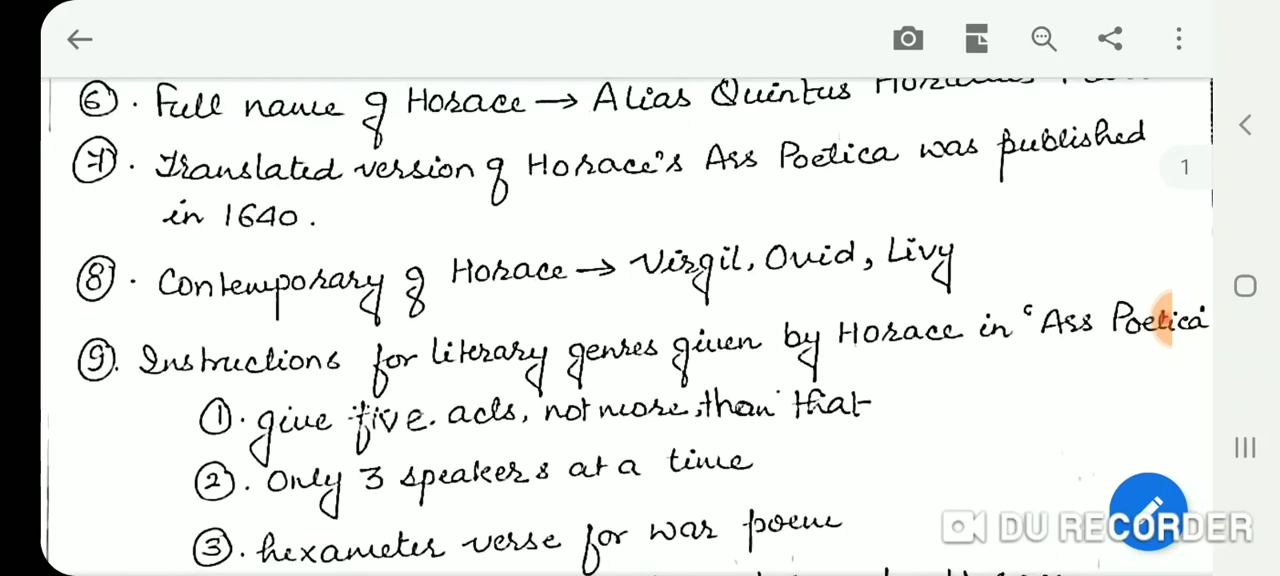 ⑥. Full name of Horace → Alias Quintus
⑦. Translated version of Horace's Ars Poetica was published
1
in 1640.
⑧. Contemporary of Horace → Virgil, Ovid, Livy
⑨. Instructions for literary genres given by Horace in 'Ars Poetica'
①. give five acts, not more, than that
②. Only 3 speakers at a time
③. hexameter verse for war poem
DU RECORDER